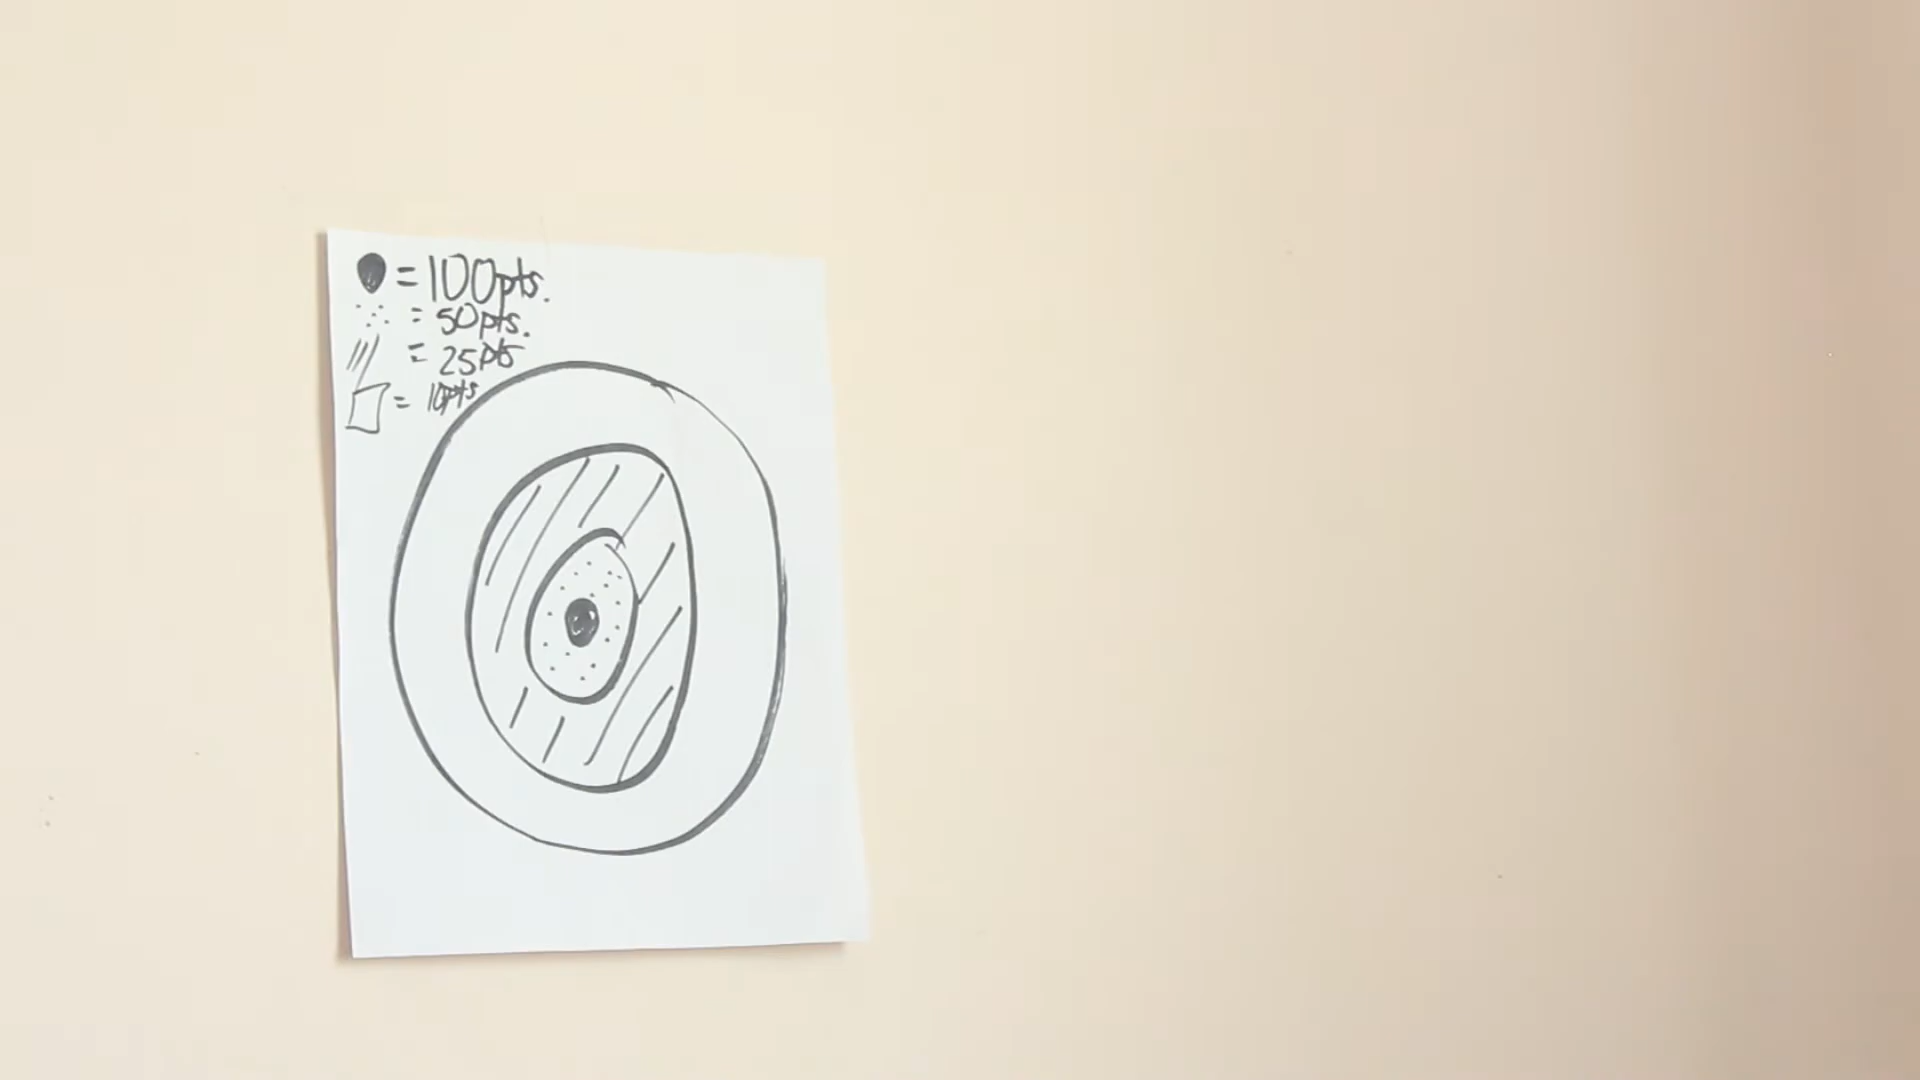 = 100pts.
= 50pts.
= 25pts
= 10pts